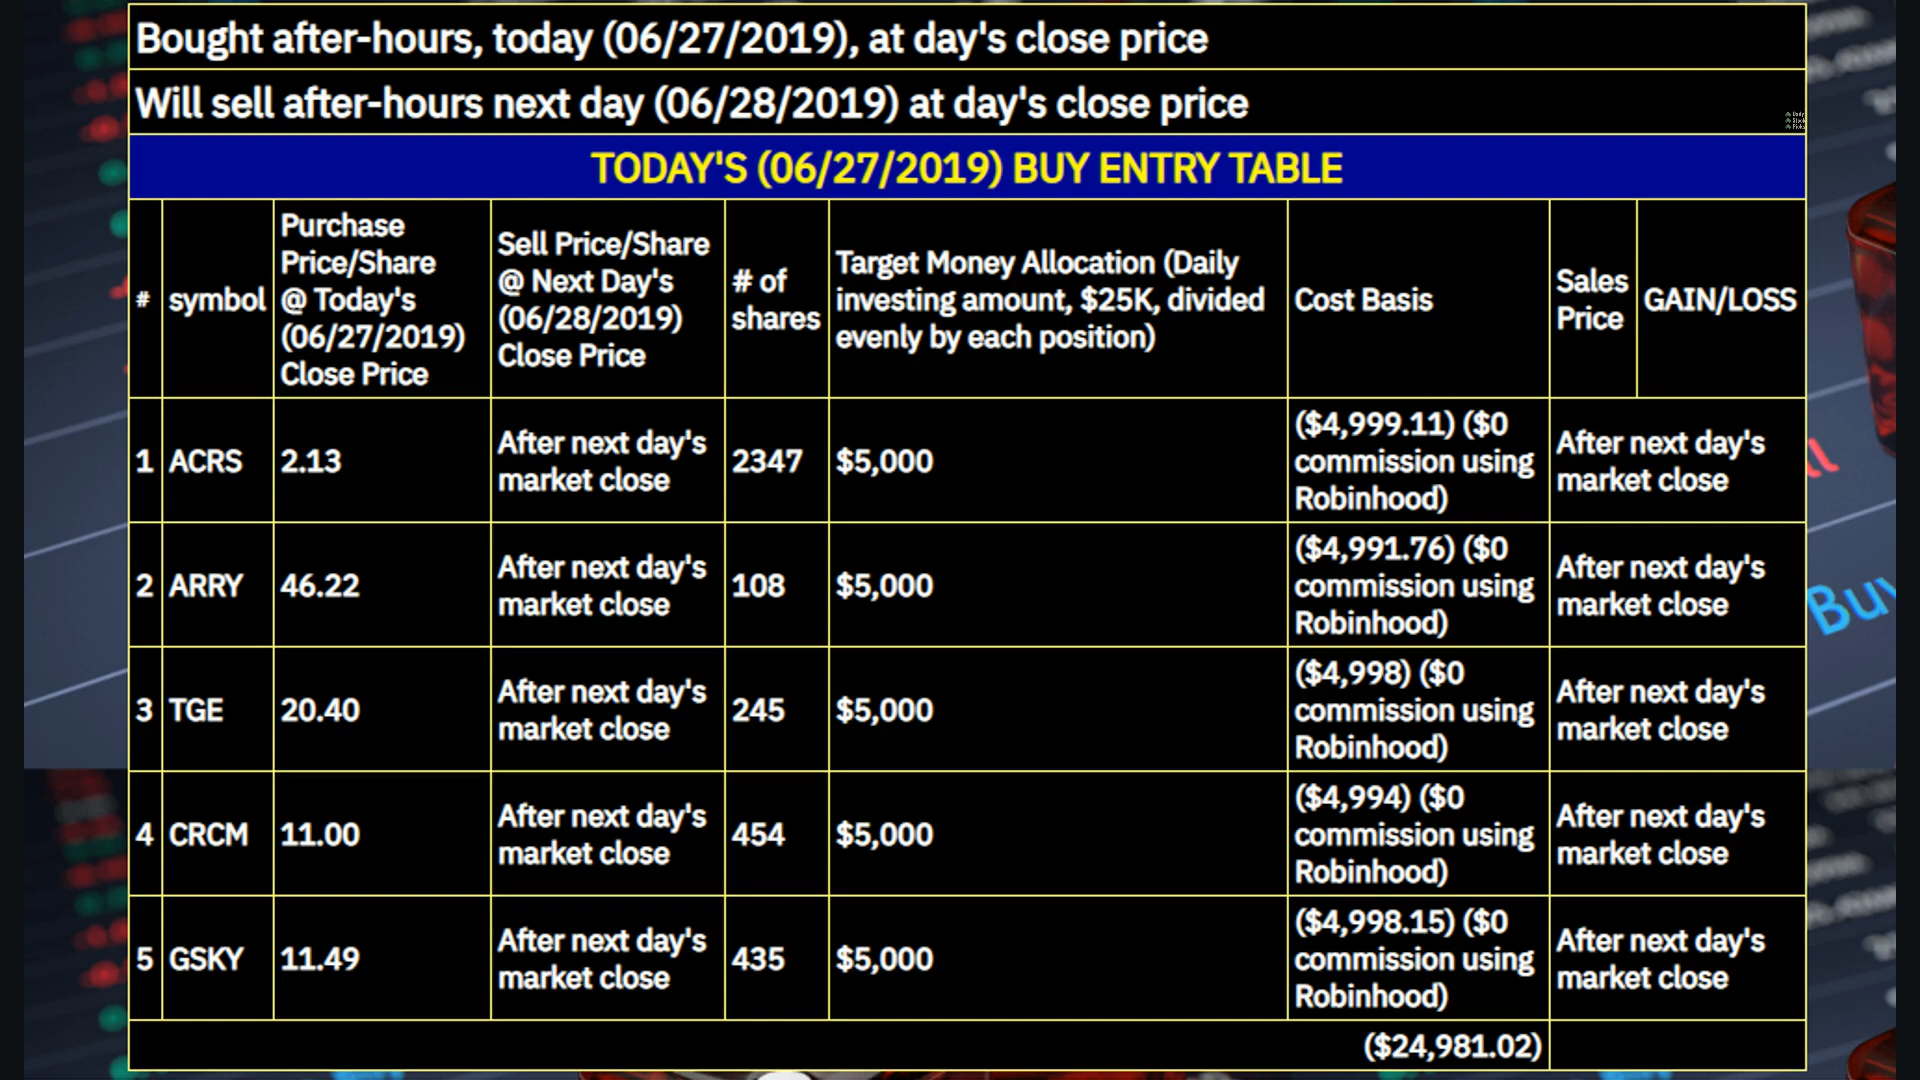 Bought after-hours, today (06/27/2019), at day's close price
Will sell after-hours next day (06/28/2019) at day's close price
Daily
Stock
Picks
TODAY'S (06/27/2019) BUY ENTRY TABLE
#
symbol
Purchase
Price/Share
@ Today's
(06/27/2019)
Close Price
Sell Price/Share
@ Next Day's
(06/28/2019)
Close Price
# of
shares
Target Money Allocation (Daily
investing amount, $25K, divided
evenly by each position)
Cost Basis
Sales
Price
GAIN/LOSS
1
ACRS
2.13
After next day's
market close
2347
$5,000
($4,999.11) ($0
commission using
Robinhood)
After next day's
market close
2
ARRY
46.22
After next day's
market close
108
$5,000
($4,991.76) ($0
commission using
Robinhood)
After next day's
market close
3
TGE
20.40
After next day's
market close
245
$5,000
($4,998) ($0
commission using
Robinhood)
After next day's
market close
4
CRCM
11.00
After next day's
market close
454
$5,000
($4,994) ($0
commission using
Robinhood)
After next day's
market close
5
GSKY
11.49
After next day's
market close
435
$5,000
($4,998.15) ($0
commission using
Robinhood)
After next day's
market close
($24,981.02)
Buy